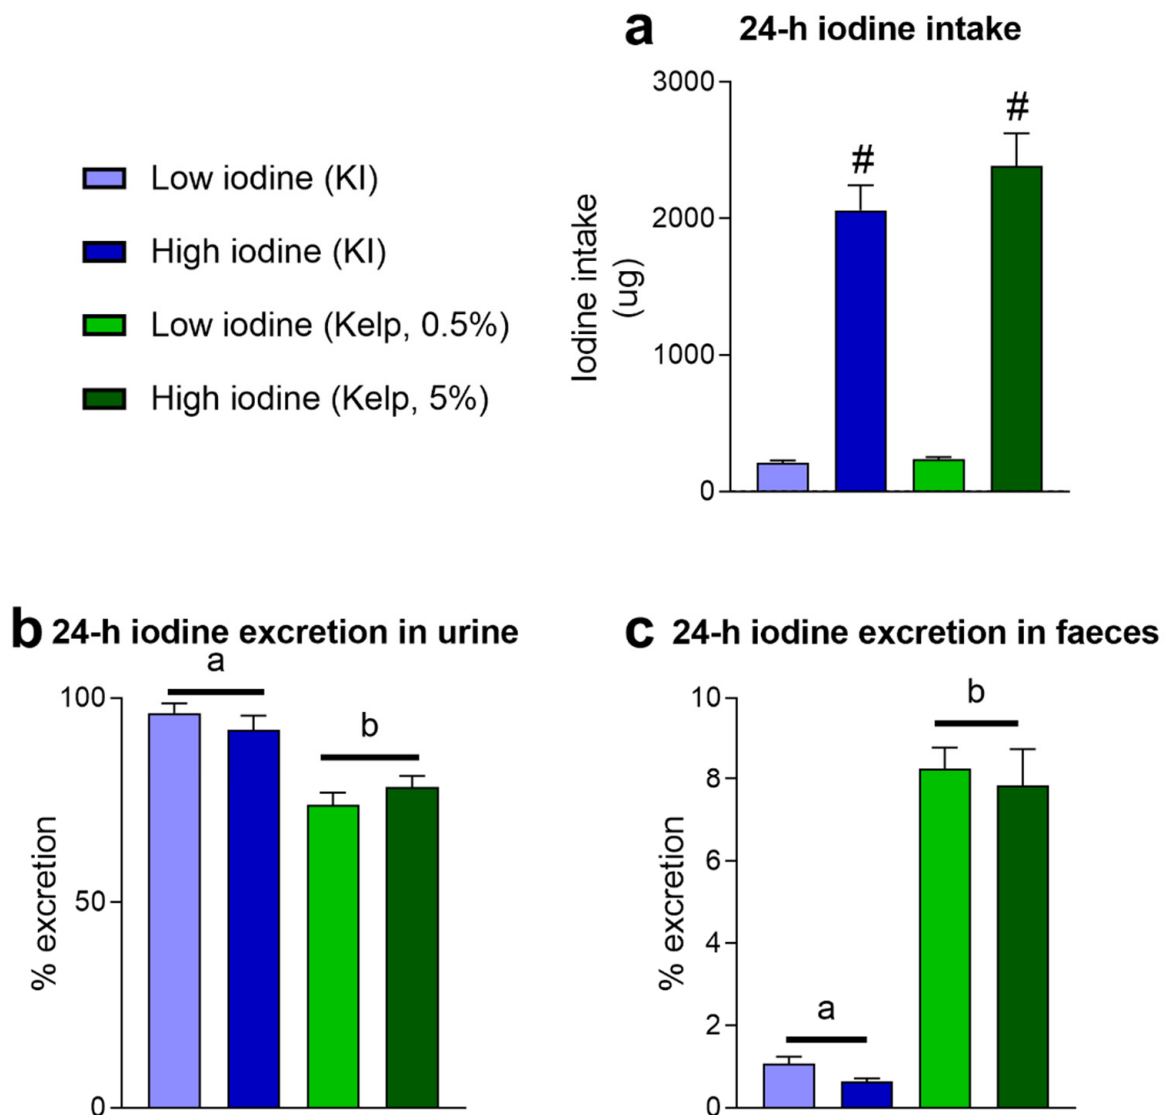 a 24-h iodine intake
Low iodine (KI)
High iodine (KI)
Low iodine (Kelp, 0.5%)
High iodine (Kelp, 5%)
Iodine intake
(ug)
3000
2000
1000
0
#
#
b 24-h iodine excretion in urine
% excretion
100
50
0
a
b
c 24-h iodine excretion in faeces
% excretion
10
8
6
4
2
0
a
b